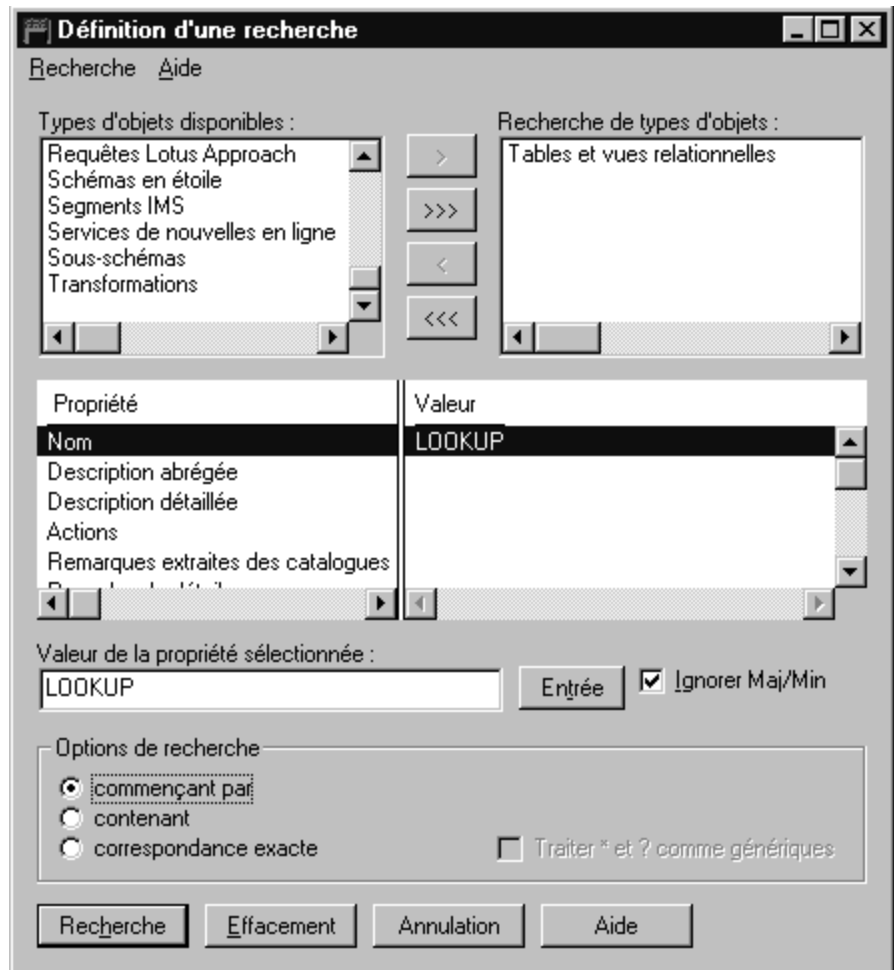 Définition d'une recherche
Recherche Aide
Types d'objets disponibles :
Requêtes Lotus Approach
Schémas en étoile
Segments IMS
Services de nouvelles en ligne
Sous-schémas
Transformations
>
>>>
<
<<<
Recherche de types d'objets :
Tables et vues relationnelles
Propriété Valeur
Nom LOOKUP
Description abrégée
Description détaillée
Actions
Remarques extraites des catalogues
Valeur de la propriété sélectionnée :
LOOKUP Entrée Ignorer Maj/Min
Options de recherche
commençant par
contenant
correspondance exacte Traiter * et ? comme génériques
Recherche Effacement Annulation Aide